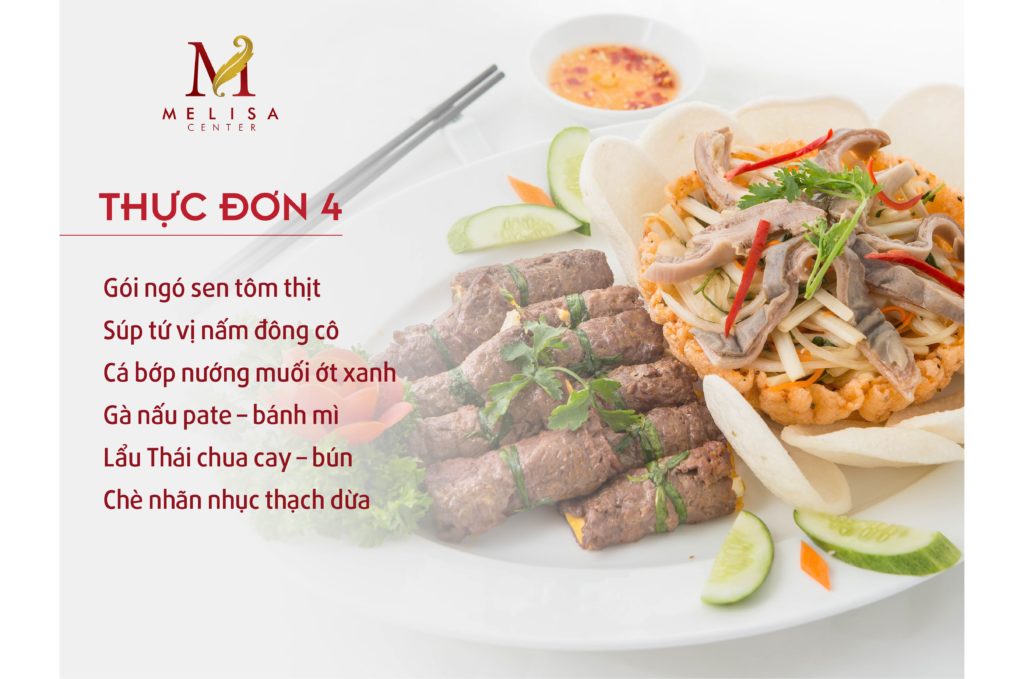 M
MELISA
CENTER
THỰC ĐƠN 4
Gói ngó sen tôm thịt
Súp tứ vị nấm đông cô
Cá bớp nướng muối ớt xanh
Gà nấu pate – bánh mì
Lẩu Thái chua cay – bún
Chè nhãn nhục thạch dừa